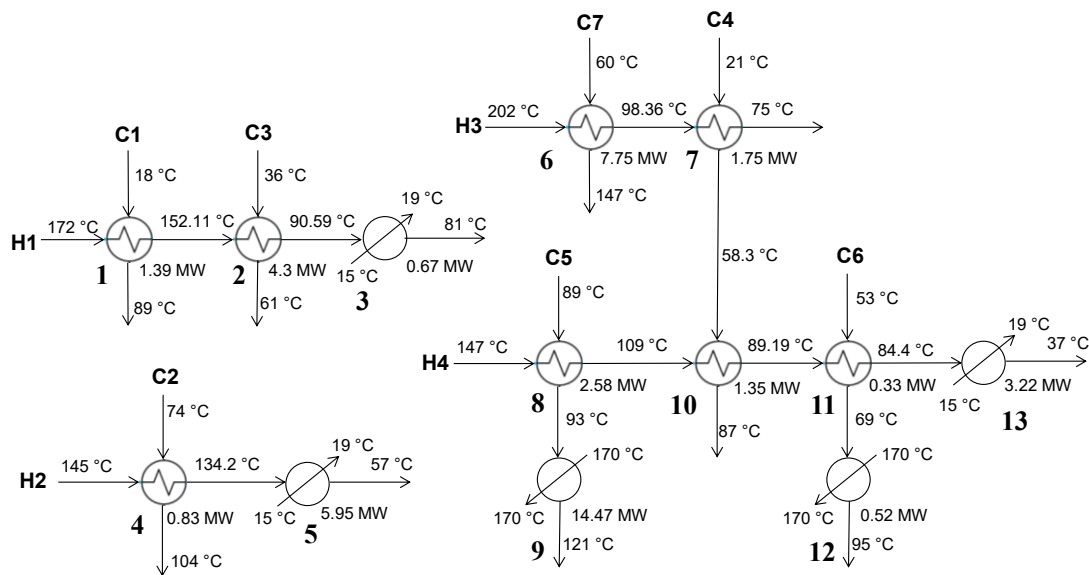 C7
C4
60 °C
21 °C
202 °C
98.36 °C
75 °C
H3
6
7.75 MW
7
1.75 MW
147 °C
C1
C3
18 °C
36 °C
19 °C
172 °C
152.11 °C
90.59 °C
81 °C
H1
1
1.39 MW
2
4.3 MW
15 °C
3
0.67 MW
89 °C
61 °C
58.3 °C
C5
C6
89 °C
53 °C
19 °C
147 °C
109 °C
89.19 °C
84.4 °C
37 °C
H4
8
2.58 MW
10
1.35 MW
11
0.33 MW
15 °C
13
3.22 MW
93 °C
87 °C
69 °C
170 °C
170 °C
170 °C
14.47 MW
170 °C
0.52 MW
9
121 °C
12
95 °C
C2
74 °C
19 °C
145 °C
134.2 °C
57 °C
H2
4
0.83 MW
15 °C
5
5.95 MW
104 °C